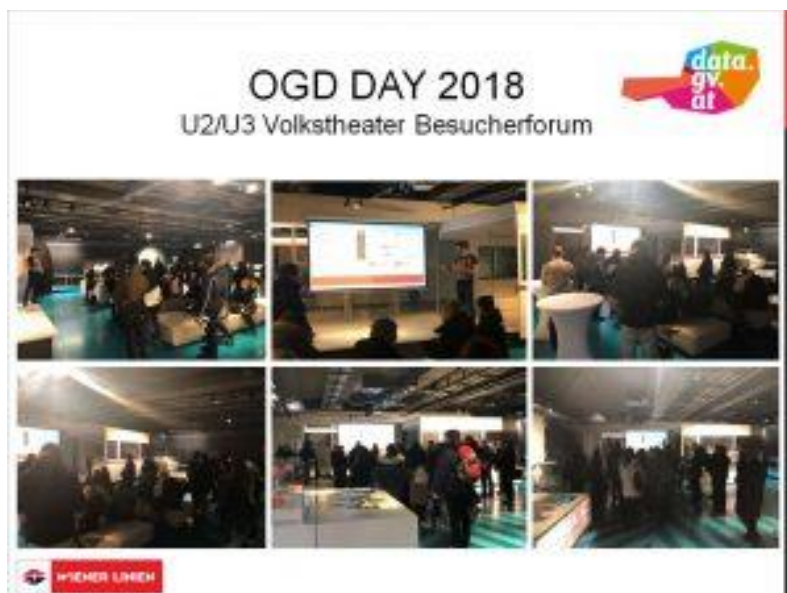 OGD DAY 2018
U2/U3 Volkstheater Besucherforum
data.
gv.
at
WIENER LINIEN